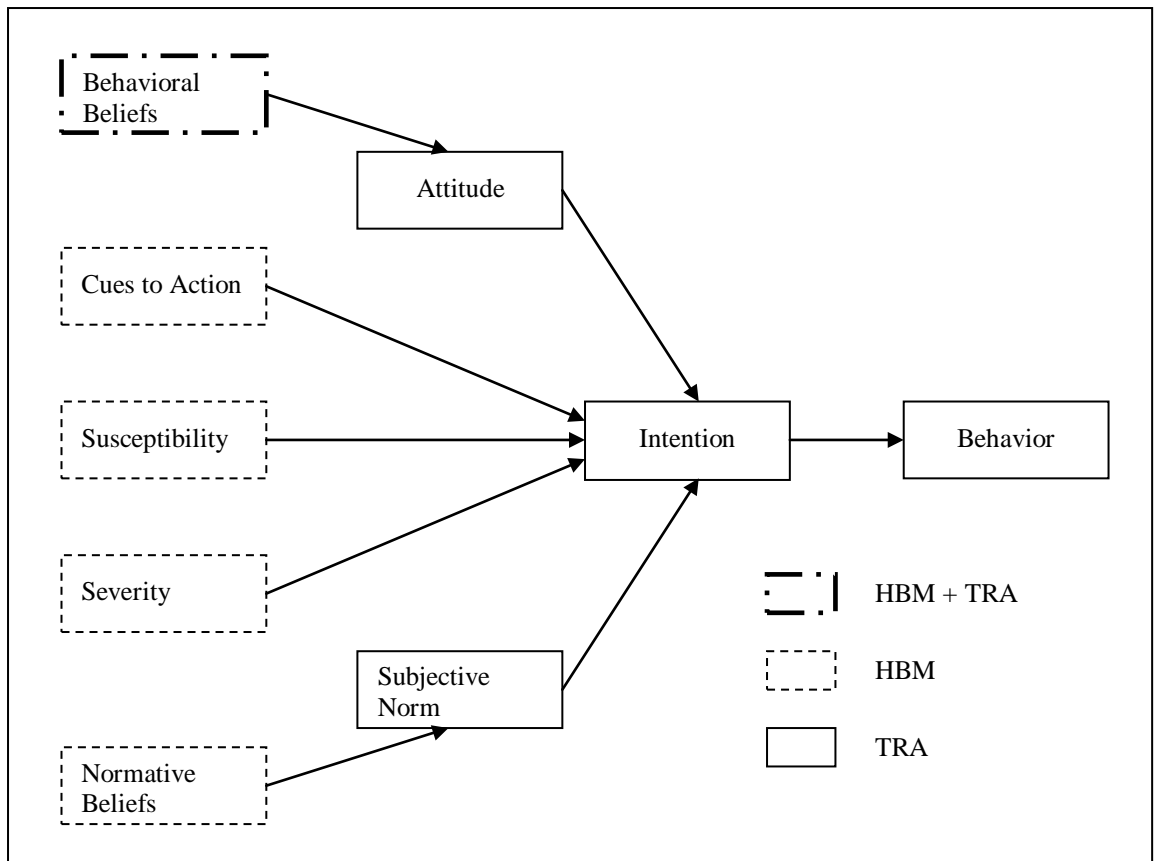 Behavioral
Beliefs
Attitude
Cues to Action
Susceptibility
Intention
Behavior
Severity
HBM + TRA
Subjective
Norm
HBM
TRA
Normative
Beliefs